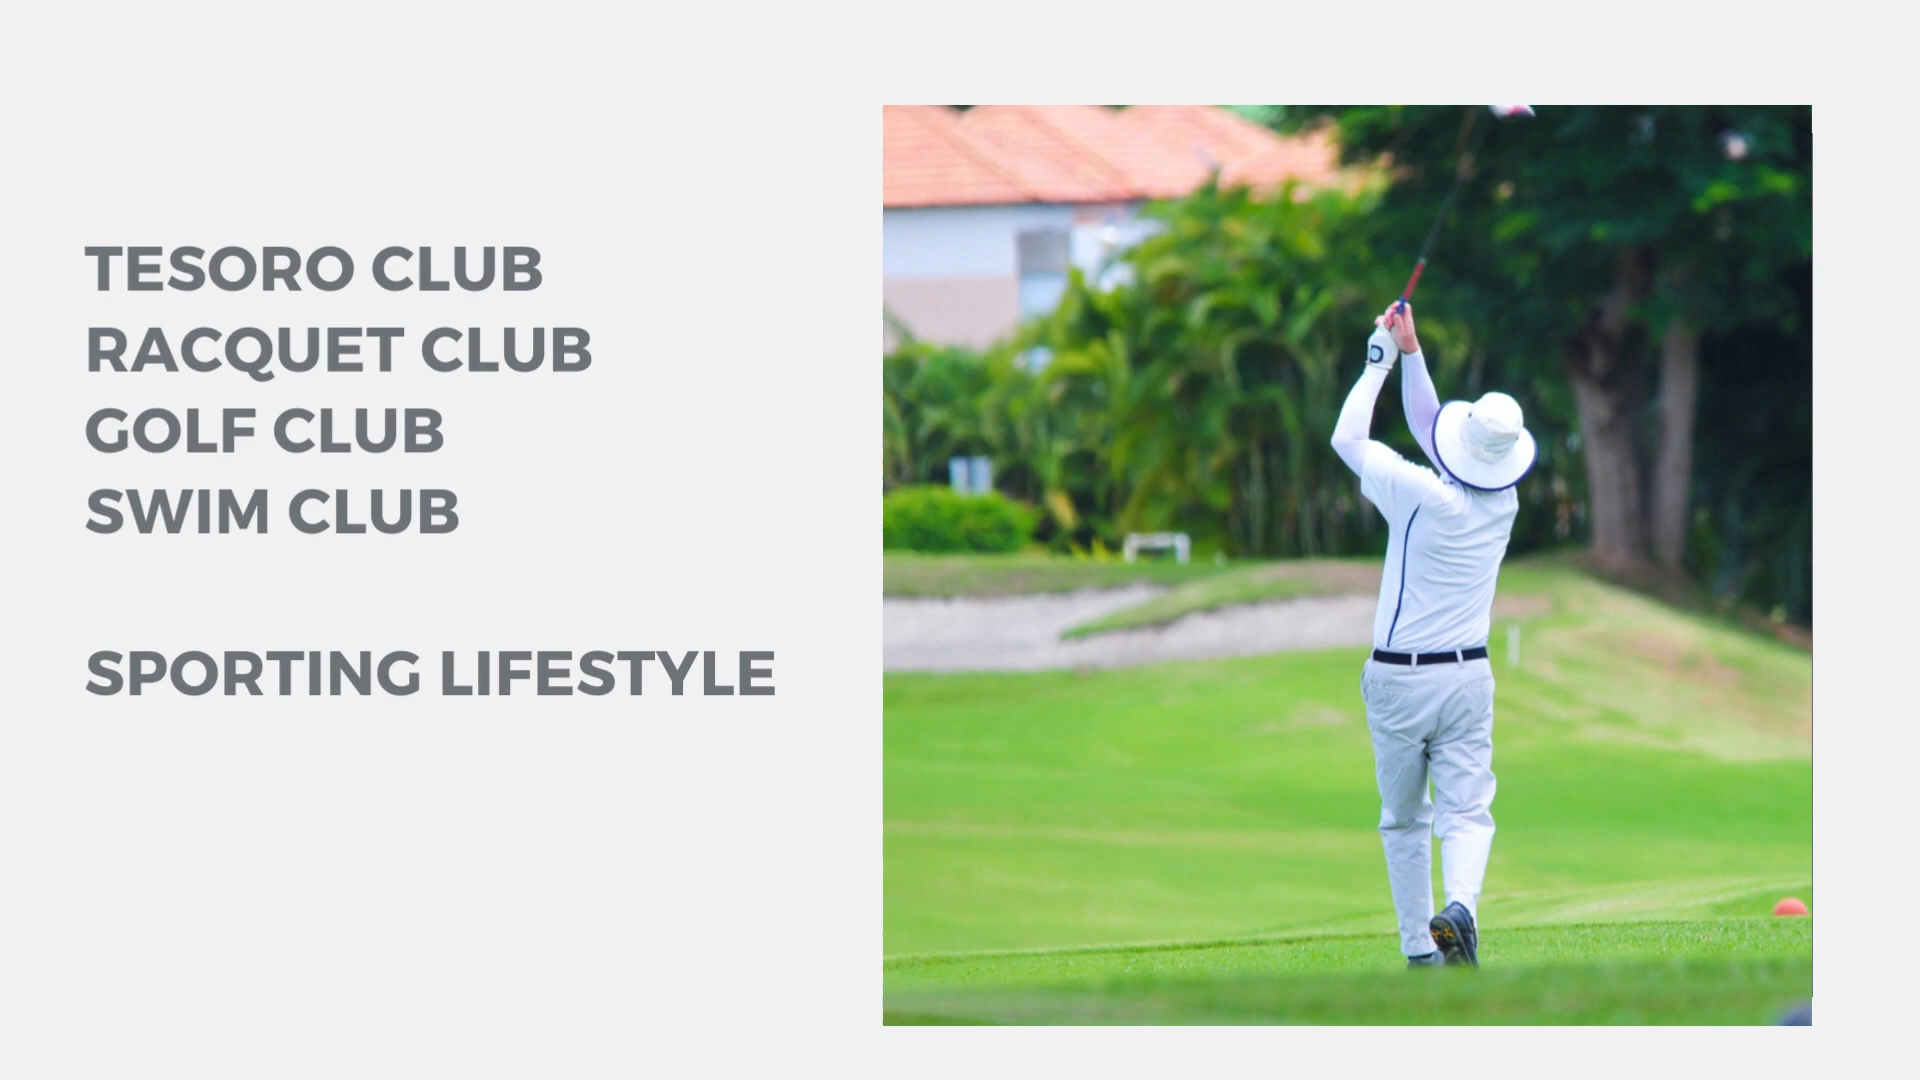 TESORO CLUB
RACQUET CLUB
GOLF CLUB
SWIM CLUB
SPORTING LIFESTYLE